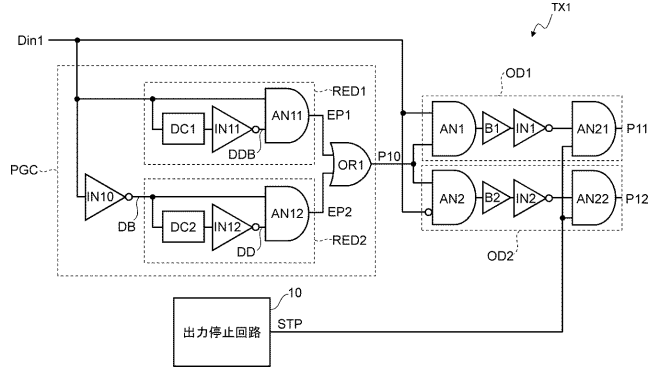 TX1
Din1
OD1
RED1
AN11
EP1
DC1
IN11
DDB
AN1
B1
IN1
AN21
P11
PGC
OR1
P10
IN10
DB
AN12
EP2
DC2
IN12
DD
RED2
AN2
B2
IN2
AN22
P12
OD2
10
出力停止回路
STP